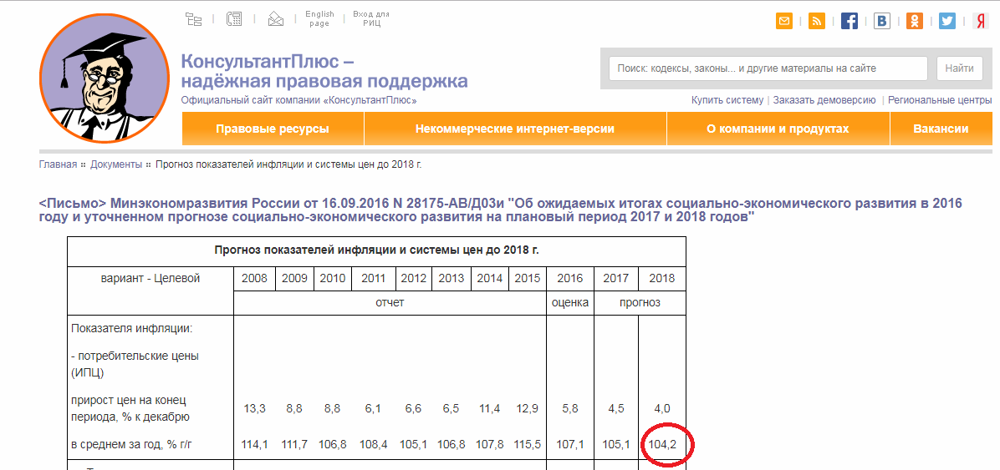 English
page
Вход для
РИЦ
В
Я
КонсультантПлюс –
надёжная правовая поддержка
Официальный сайт компании «КонсультантПлюс»
Поиск: кодексы, законы... и другие материалы на сайте
Найти
Купить систему | Заказать демоверсию | Региональные центры
Правовые ресурсы
Некоммерческие интернет-версии
О компании и продуктах
Вакансии
Главная :: Документы :: Прогноз показателей инфляции и системы цен до 2018 г.
<Письмо> Минэкономразвития России от 16.09.2016 N 28175-АВ/Д03и "Об ожидаемых итогах социально-экономического развития в 2016
году и уточненном прогнозе социально-экономического развития на плановый период 2017 и 2018 годов"
Прогноз показателей инфляции и системы цен до 2018 г.
вариант - Целевой 2008 2009 2010 2011 2012 2013 2014 2015 2016 2017 2018
отчет оценка прогноз
Показателя инфляции:
- потребительские цены
(ИПЦ)
прирост цен на конец
периода, % к декабрю 13,3 8,8 8,8 6,1 6,6 6,5 11,4 12,9 5,8 4,5 4,0
в среднем за год, % г/г 114,1 111,7 106,8 108,4 105,1 106,8 107,8 115,5 107,1 105,1 104,2